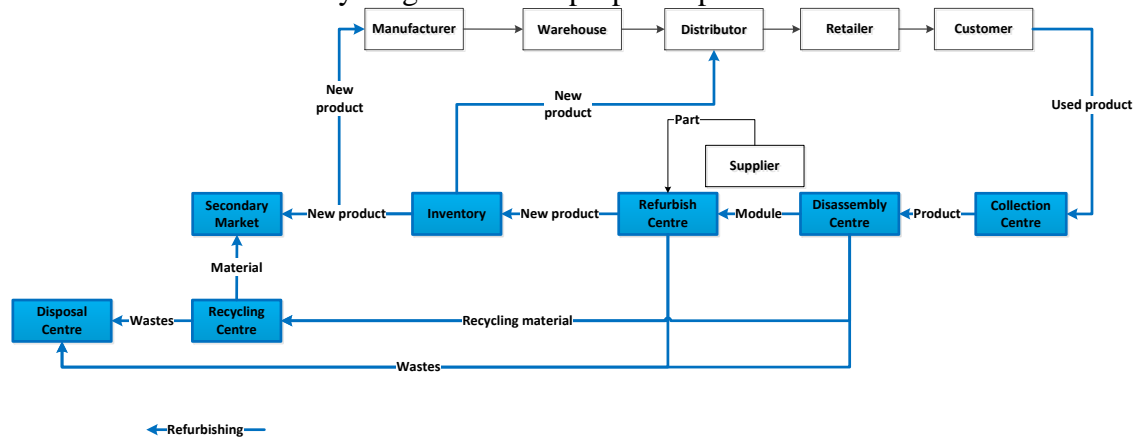 Manufacturer
Warehouse
Distributor
Retailer
Customer
New
product
New
product
Used product
Part
Supplier
Secondary
Market
New product
Inventory
New product
Refurbish
Centre
Module
Disassembly
Centre
Product
Collection
Centre
Material
Disposal
Centre
Wastes
Recycling
Centre
Recycling material
Wastes
Refurbishing